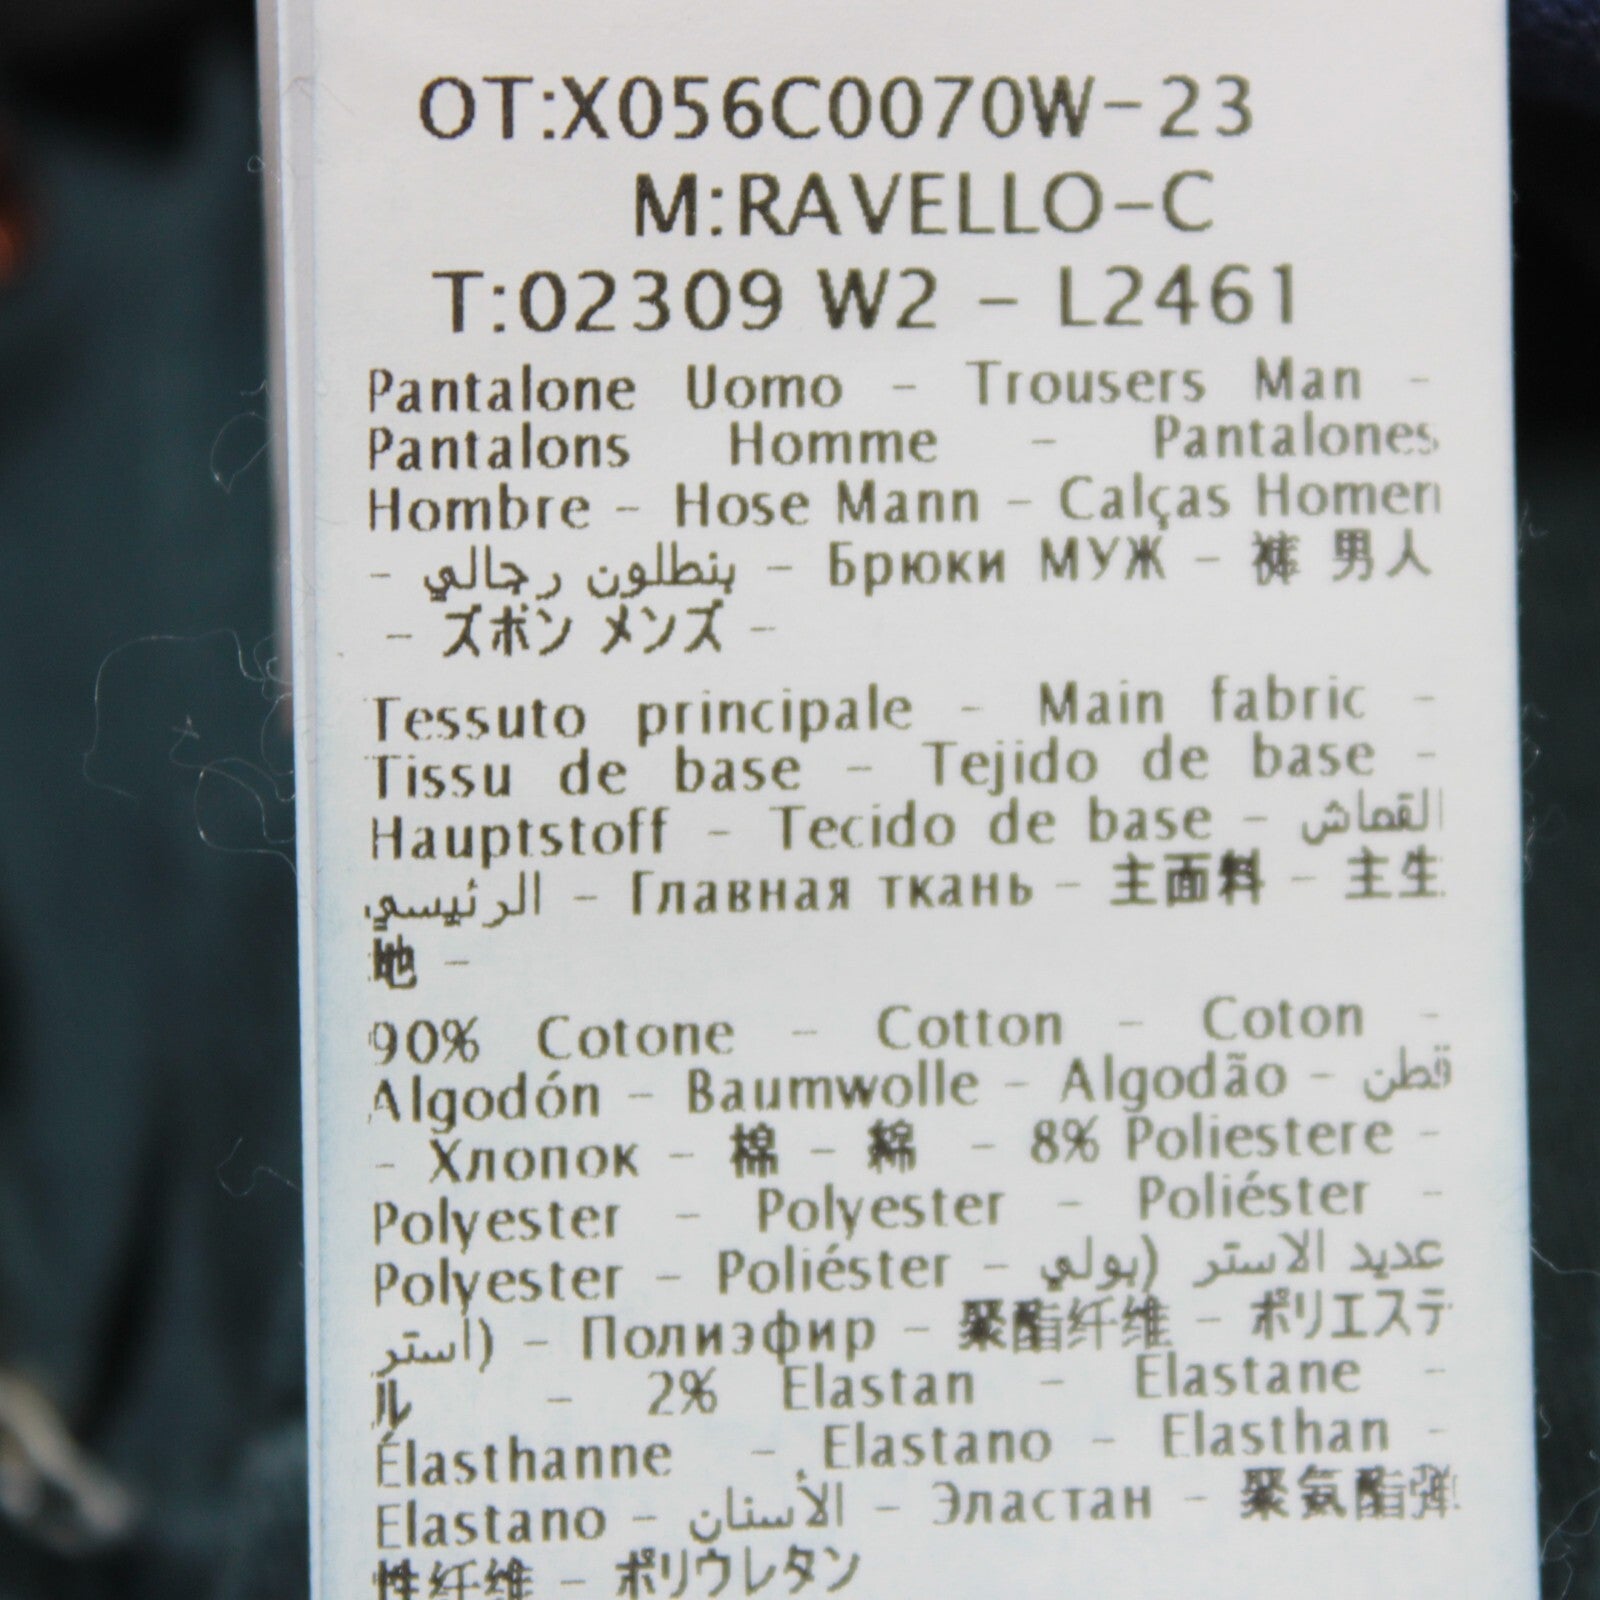 OT:X056C0070W-23
M:RAVELLO-C
T:02309 W2 - L2461
Pantalone Uomo - Trousers Man -
Pantalons Homme - Pantalones
Hombre - Hose Mann - Calças Homem
- بنطلون رجالي - Брюки МУЖ - 裤 男人
- ズボン メンズ -
Tessuto principale - Main fabric -
Tissu de base - Tejido de base -
Hauptstoff - Tecido de base - القماش
الرئيسي - Главная ткань - 主面料 - 主生
地 -
90% Cotone - Cotton - Coton -
Algodón - Baumwolle - Algodão - قطن
- Хлопок - 棉 - 綿 - 8% Poliestere -
Polyester - Polyester - Poliéster -
Polyester - Poliéster - عديد الاستر (بولي
استر) - Полиэфир - 聚酯纤维 - ポリエステ
ル - 2% Elastan - Elastane -
Élasthanne - Elastano - Elasthan -
Elastano - الأسنان - Эластан - 聚氨酯弹
性纤维 - ポリウレタン